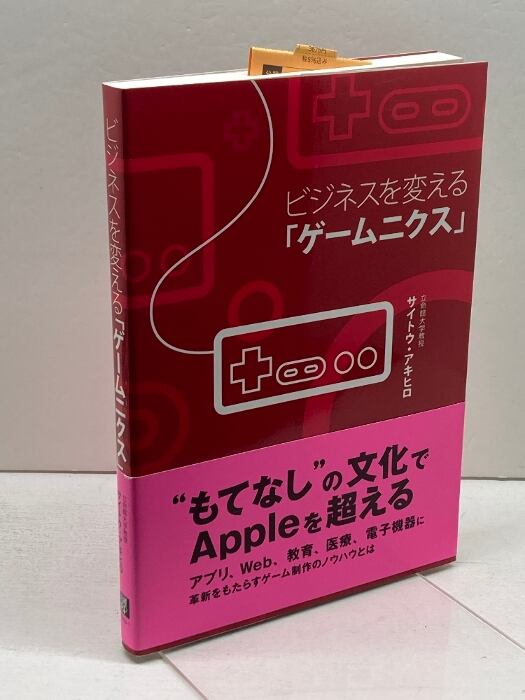 ビジネスを変える
「ゲームニクス」
立命館大学教授
サイトウ・アキヒロ
“もてなし”の文化で
Appleを超える
アプリ、Web、教育、医療、電子機器に
革新をもたらすゲーム制作のノウハウとは
ビジネスを変える「ゲームニクス」